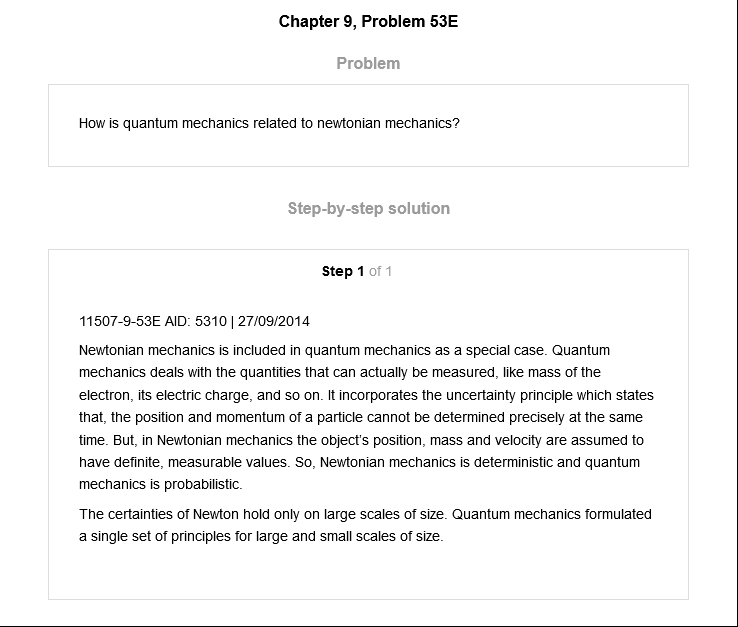 Chapter 9, Problem 53E
Problem
How is quantum mechanics related to newtonian mechanics?
Step-by-step solution
Step 1 of 1
11507-9-53E AID: 5310 | 27/09/2014
Newtonian mechanics is included in quantum mechanics as a special case. Quantum
mechanics deals with the quantities that can actually be measured, like mass of the
electron, its electric charge, and so on. It incorporates the uncertainty principle which states
that, the position and momentum of a particle cannot be determined precisely at the same
time. But, in Newtonian mechanics the object's position, mass and velocity are assumed to
have definite, measurable values. So, Newtonian mechanics is deterministic and quantum
mechanics is probabilistic.
The certainties of Newton hold only on large scales of size. Quantum mechanics formulated
a single set of principles for large and small scales of size.